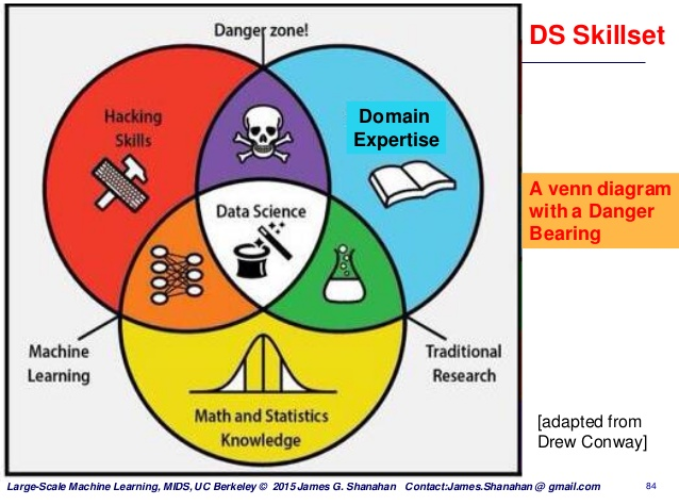 DS Skillset
Danger zone!
Hacking
Skills
Domain
Expertise
A venn diagram
with a Danger
Bearing
Data Science
Machine
Learning
Traditional
Research
Math and Statistics
Knowledge
[adapted from
Drew Conway]
Large-Scale Machine Learning, MIDS, UC Berkeley © 2015 James G. Shanahan Contact:James.Shanahan @ gmail.com
84